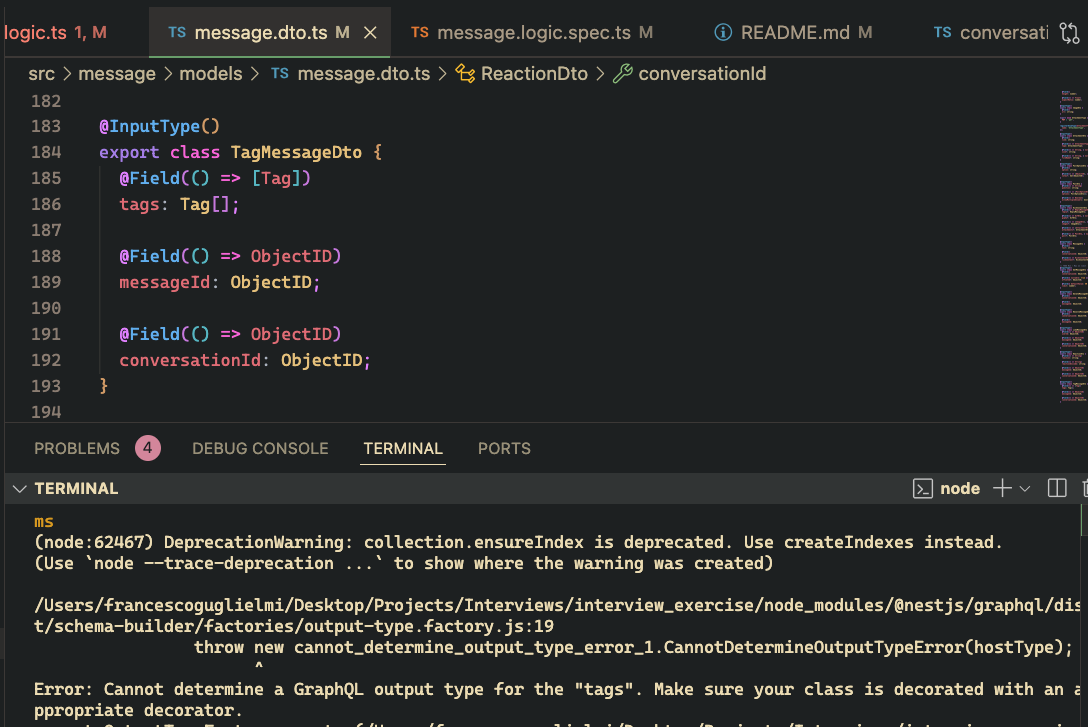 logic.ts 1, M TS message.dto.ts M × TS message.logic.spec.ts M README.md M TS conversati
src > message > models > TS message.dto.ts > ReactionDto > conversationId
182
183 @InputType()
184 export class TagMessageDto {
185 @Field(() => [Tag])
186 tags: Tag[];
187
188 @Field(() => ObjectID)
189 messageId: ObjectID;
190
191 @Field(() => ObjectID)
192 conversationId: ObjectID;
193 }
194
PROBLEMS 4 DEBUG CONSOLE TERMINAL PORTS
TERMINAL node
ms
(node:62467) DeprecationWarning: collection.ensureIndex is deprecated. Use createIndexes instead.
(Use `node --trace-deprecation ...` to show where the warning was created)
/Users/francescoguglielmi/Desktop/Projects/Interviews/interview_exercise/node_modules/@nestjs/graphql/dis
t/schema-builder/factories/output-type.factory.js:19
throw new cannot_determine_output_type_error_1.CannotDetermineOutputTypeError(hostType);
^
Error: Cannot determine a GraphQL output type for the "tags". Make sure your class is decorated with an a
ppropriate decorator.